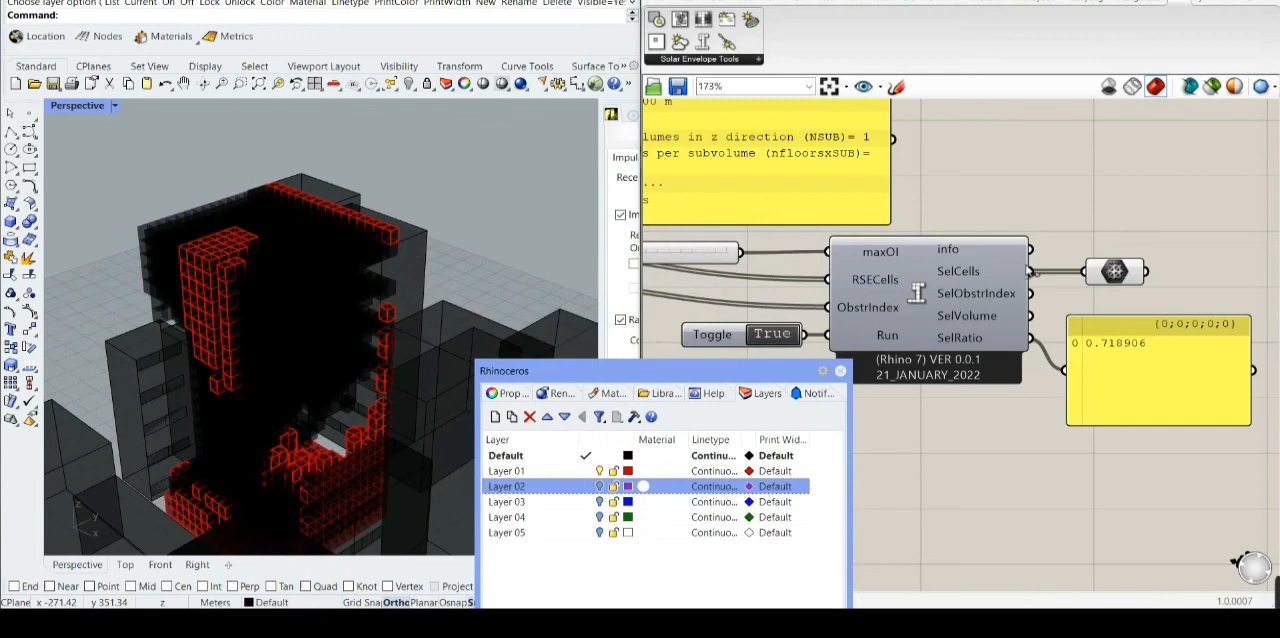 Choose layer option ( List Current On Off Lock Unlock Color Material Linetype PrintColor PrintWidth New Rename Delete Visible=Ye
Command:
Location Nodes Materials Metrics
Standard CPlanes Set View Display Select Viewport Layout Visibility Transform Curve Tools Surface To »
Perspective
Impuls
Rece
Im
Ra
Perspective Top Front Right
End Near Point Mid Cen Int Perp Tan Quad Knot Vertex Project
CPlane x -271.42 y 351.34 z Meters Default Grid Snap Ortho Planar Osnap S
Solar Envelope Tools
173%
00 m
lumes in z direction (NSUB)= 1
s per subvolume (nfloorsxSUB)=
...
s
maxOI info
RSECells SelCells
ObstrIndex SelObstrIndex
SelVolume
Run SelRatio
(Rhino 7) VER 0.0.1
21_JANUARY_2022
Toggle True
{0;0;0;0;0}
0 0.718906
Rhinoceros
Prop... Ren... Mat... Libra... Help Layers Notif...
Layer Material Linetype Print Wid...
Default Continu... Default
Layer 01 Continuo... Default
Layer 02 Continuo... Default
Layer 03 Continuo... Default
Layer 04 Continuo... Default
Layer 05 Continuo... Default
1.0.0007